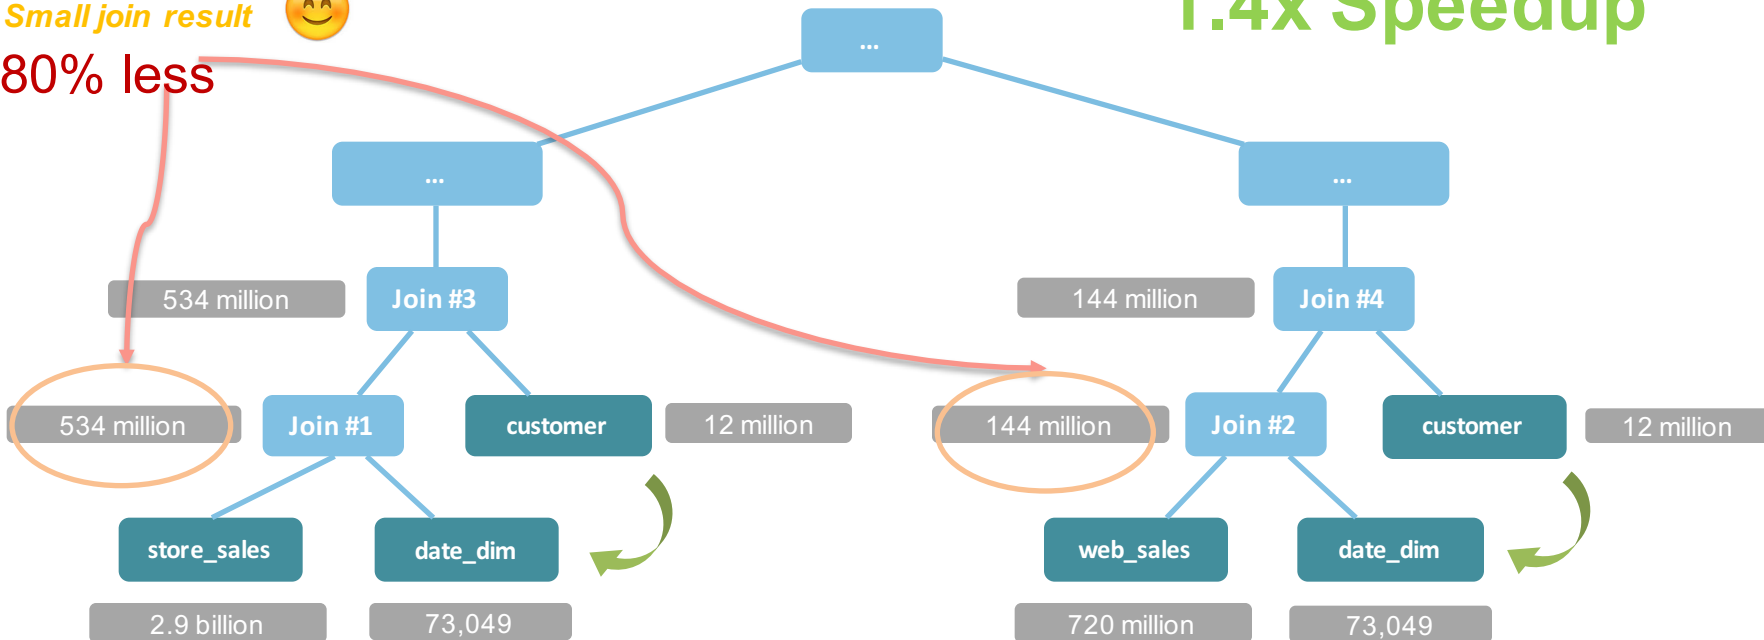 Small join result
1.4x Speedup
80% less
...
...
...
534 million
Join #3
144 million
Join #4
534 million
Join #1
customer
12 million
144 million
Join #2
customer
12 million
store_sales
date_dim
web_sales
date_dim
2.9 billion
73,049
720 million
73,049